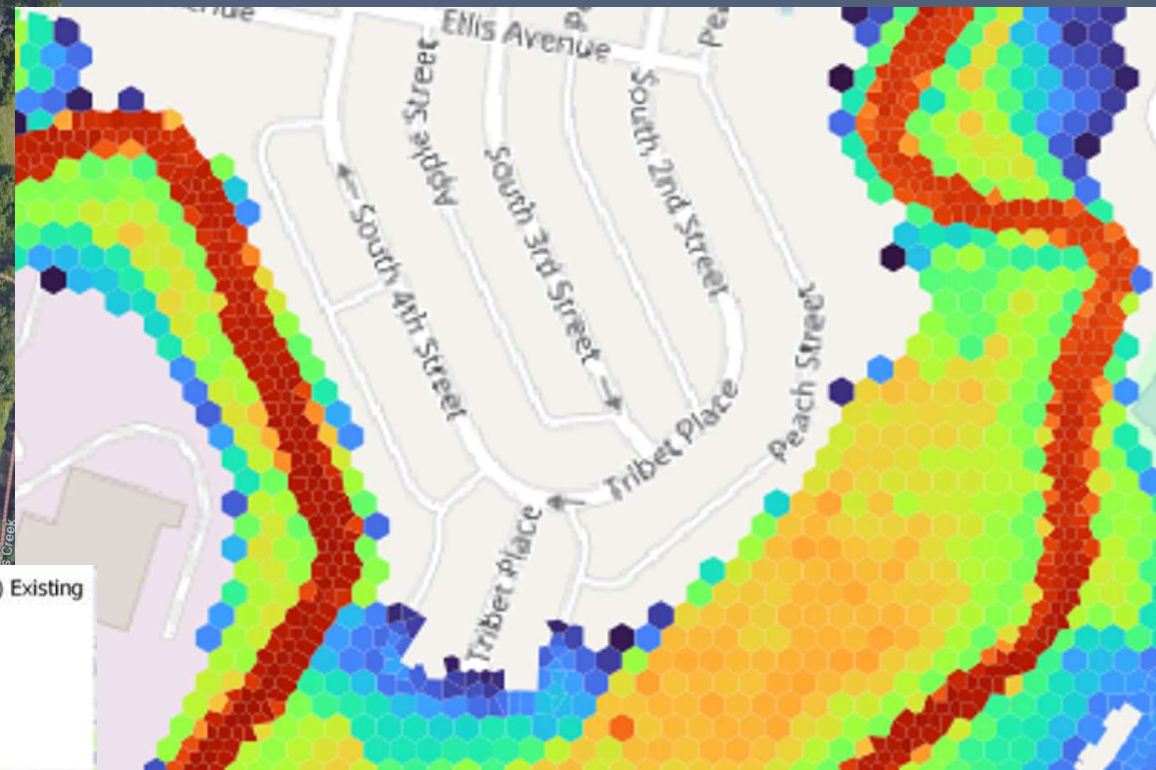 Ellis Avenue
Apple Street
South 2nd Street
South 3rd Street
South 4th Street
Peach Street
Tribet Place
Tribet Place
s Creek
) Existing